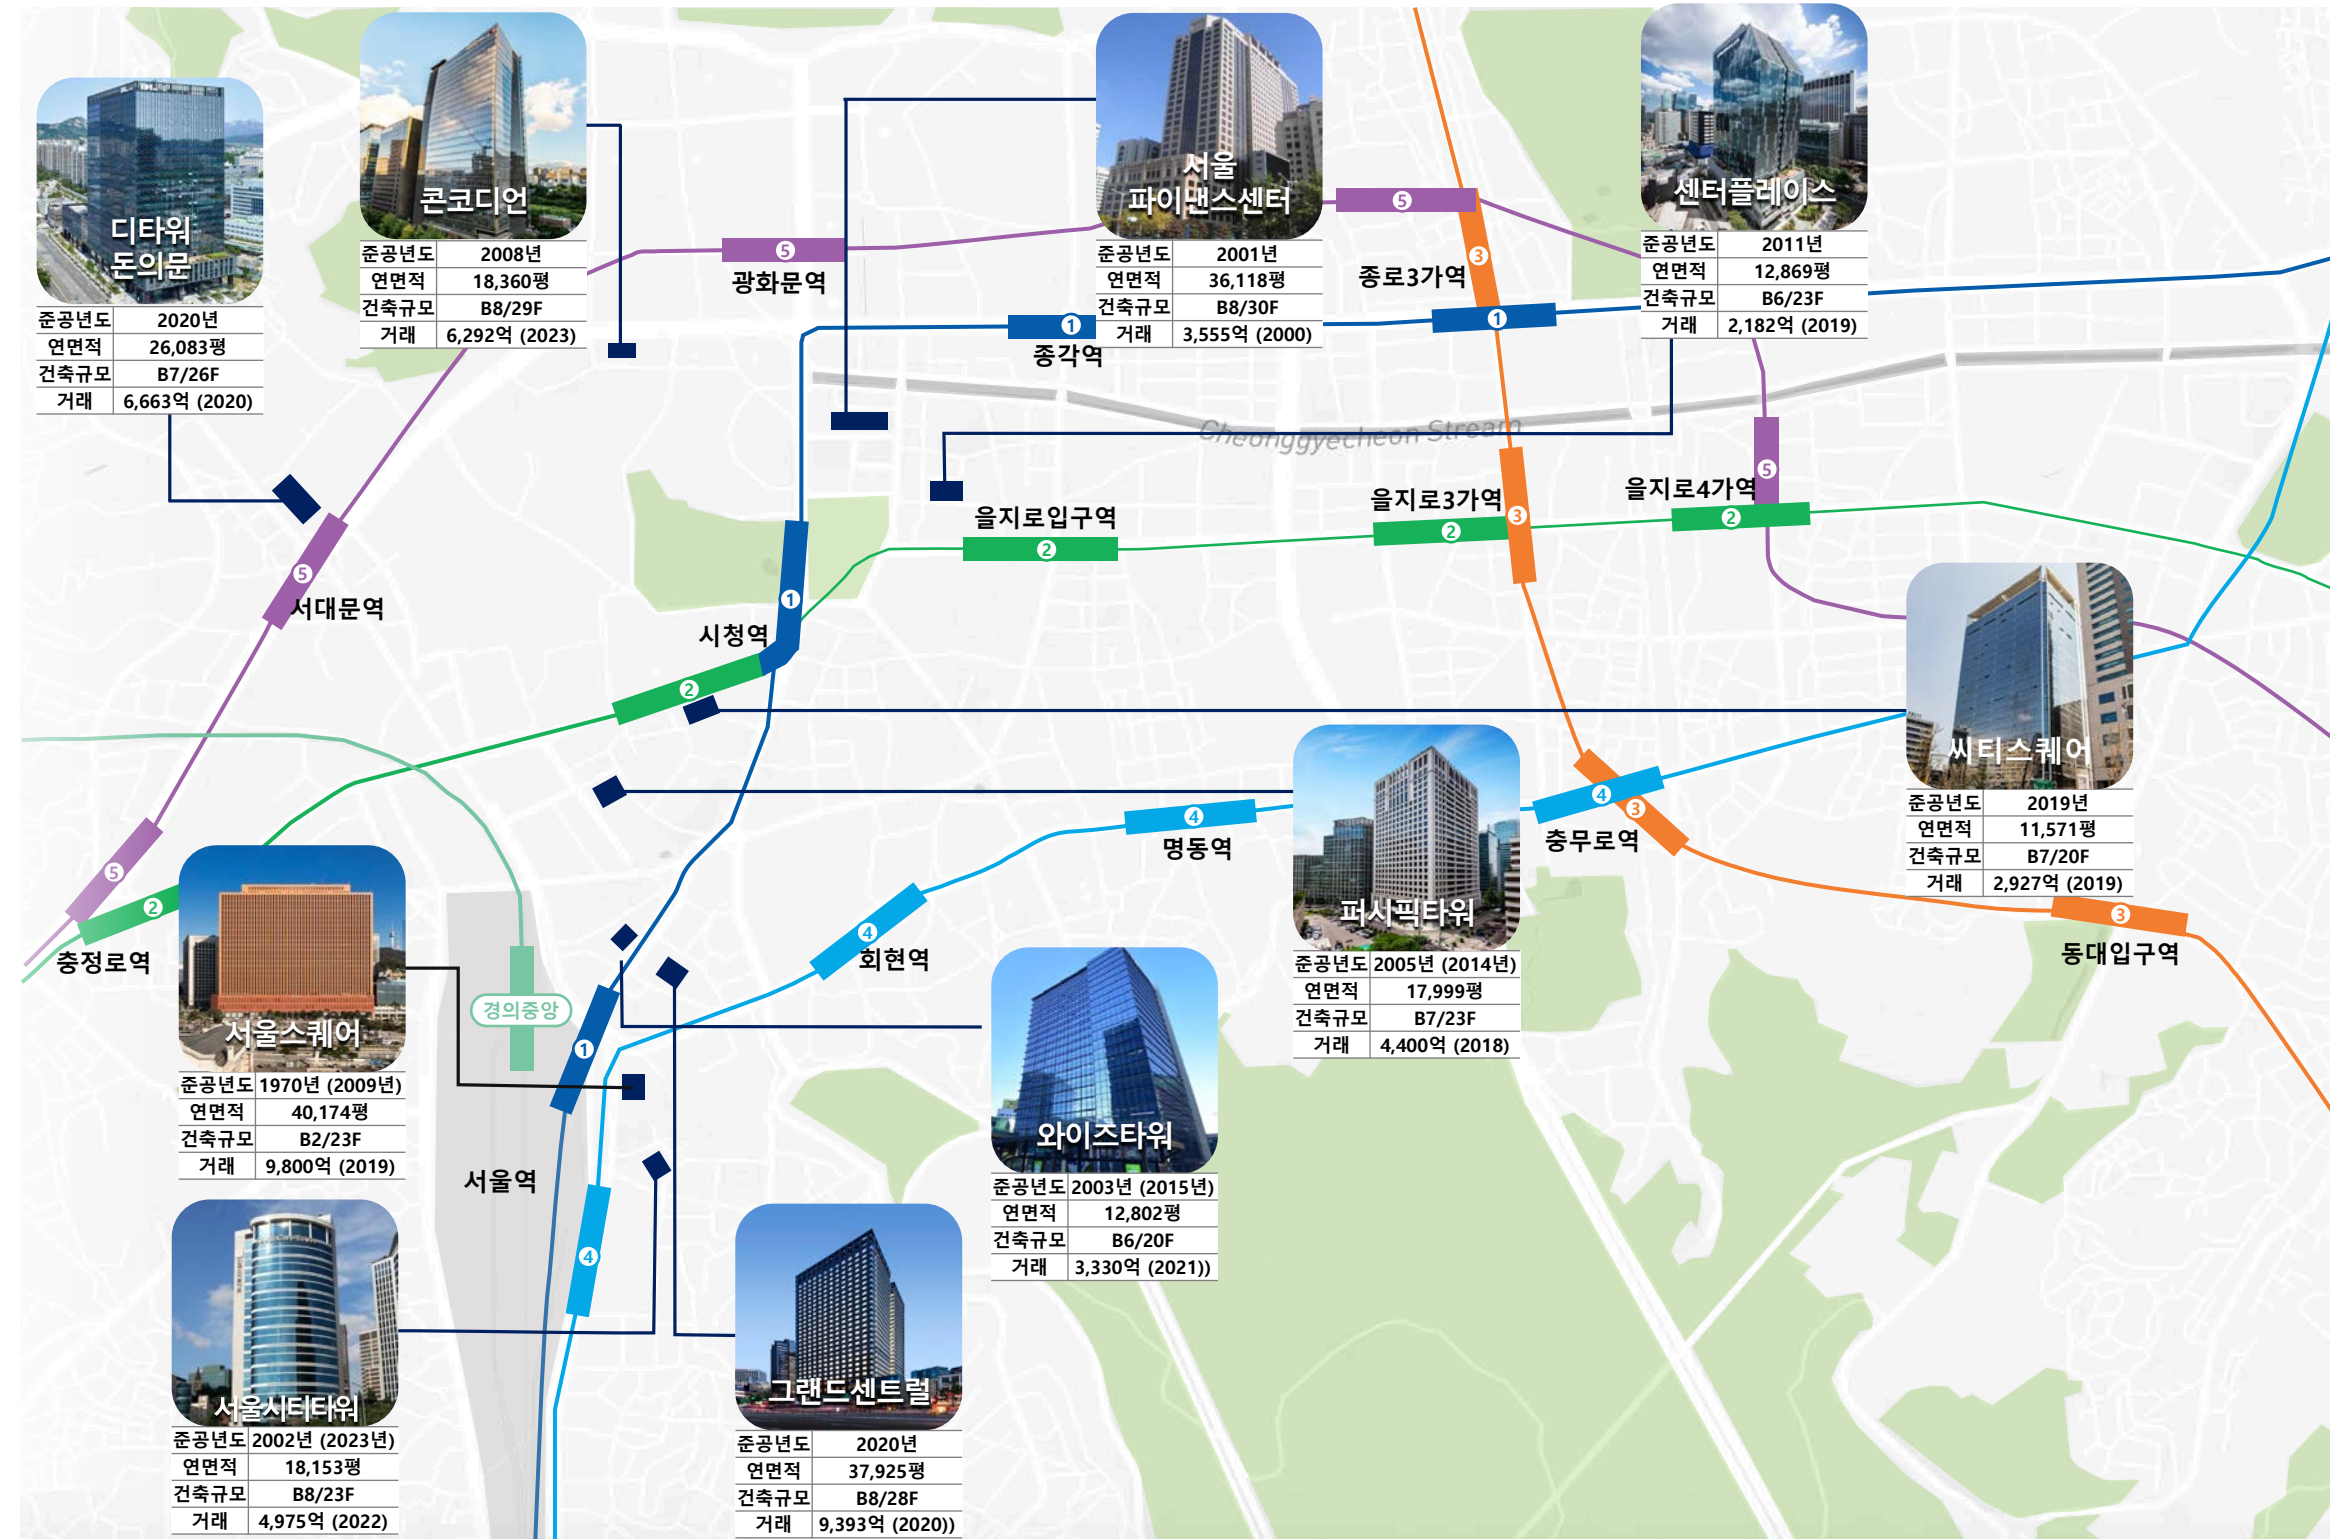 디타워
돈의문
준공년도 2020년
연면적 26,083평
건축규모 B7/26F
거래 6,663억 (2020)
콘코디언
준공년도 2008년
연면적 18,360평
건축규모 B8/29F
거래 6,292억 (2023)
서울
파이낸스센터
준공년도 2001년
연면적 36,118평
건축규모 B8/30F
거래 3,555억 (2000)
센터플레이스
준공년도 2011년
연면적 12,869평
건축규모 B6/23F
거래 2,182억 (2019)
5
광화문역
1
종각역
5
3
종로3가역
1
Cheonggyecheon Stream
을지로입구역
2
을지로3가역
2
3
을지로4가역
5
2
5
서대문역
1
시청역
2
씨티스퀘어
준공년도 2019년
연면적 11,571평
건축규모 B7/20F
거래 2,927억 (2019)
퍼시픽타워
준공년도 2005년 (2014년)
연면적 17,999평
건축규모 B7/23F
거래 4,400억 (2018)
4
명동역
4
3
충무로역
3
동대입구역
5
2
충정로역
4
회현역
서울스퀘어
준공년도 1970년 (2009년)
연면적 40,174평
건축규모 B2/23F
거래 9,800억 (2019)
경의중앙
1
서울역
4
와이즈타워
준공년도 2003년 (2015년)
연면적 12,802평
건축규모 B6/20F
거래 3,330억 (2021))
서울시티타워
준공년도 2002년 (2023년)
연면적 18,153평
건축규모 B8/23F
거래 4,975억 (2022)
그랜드센트럴
준공년도 2020년
연면적 37,925평
건축규모 B8/28F
거래 9,393억 (2020))